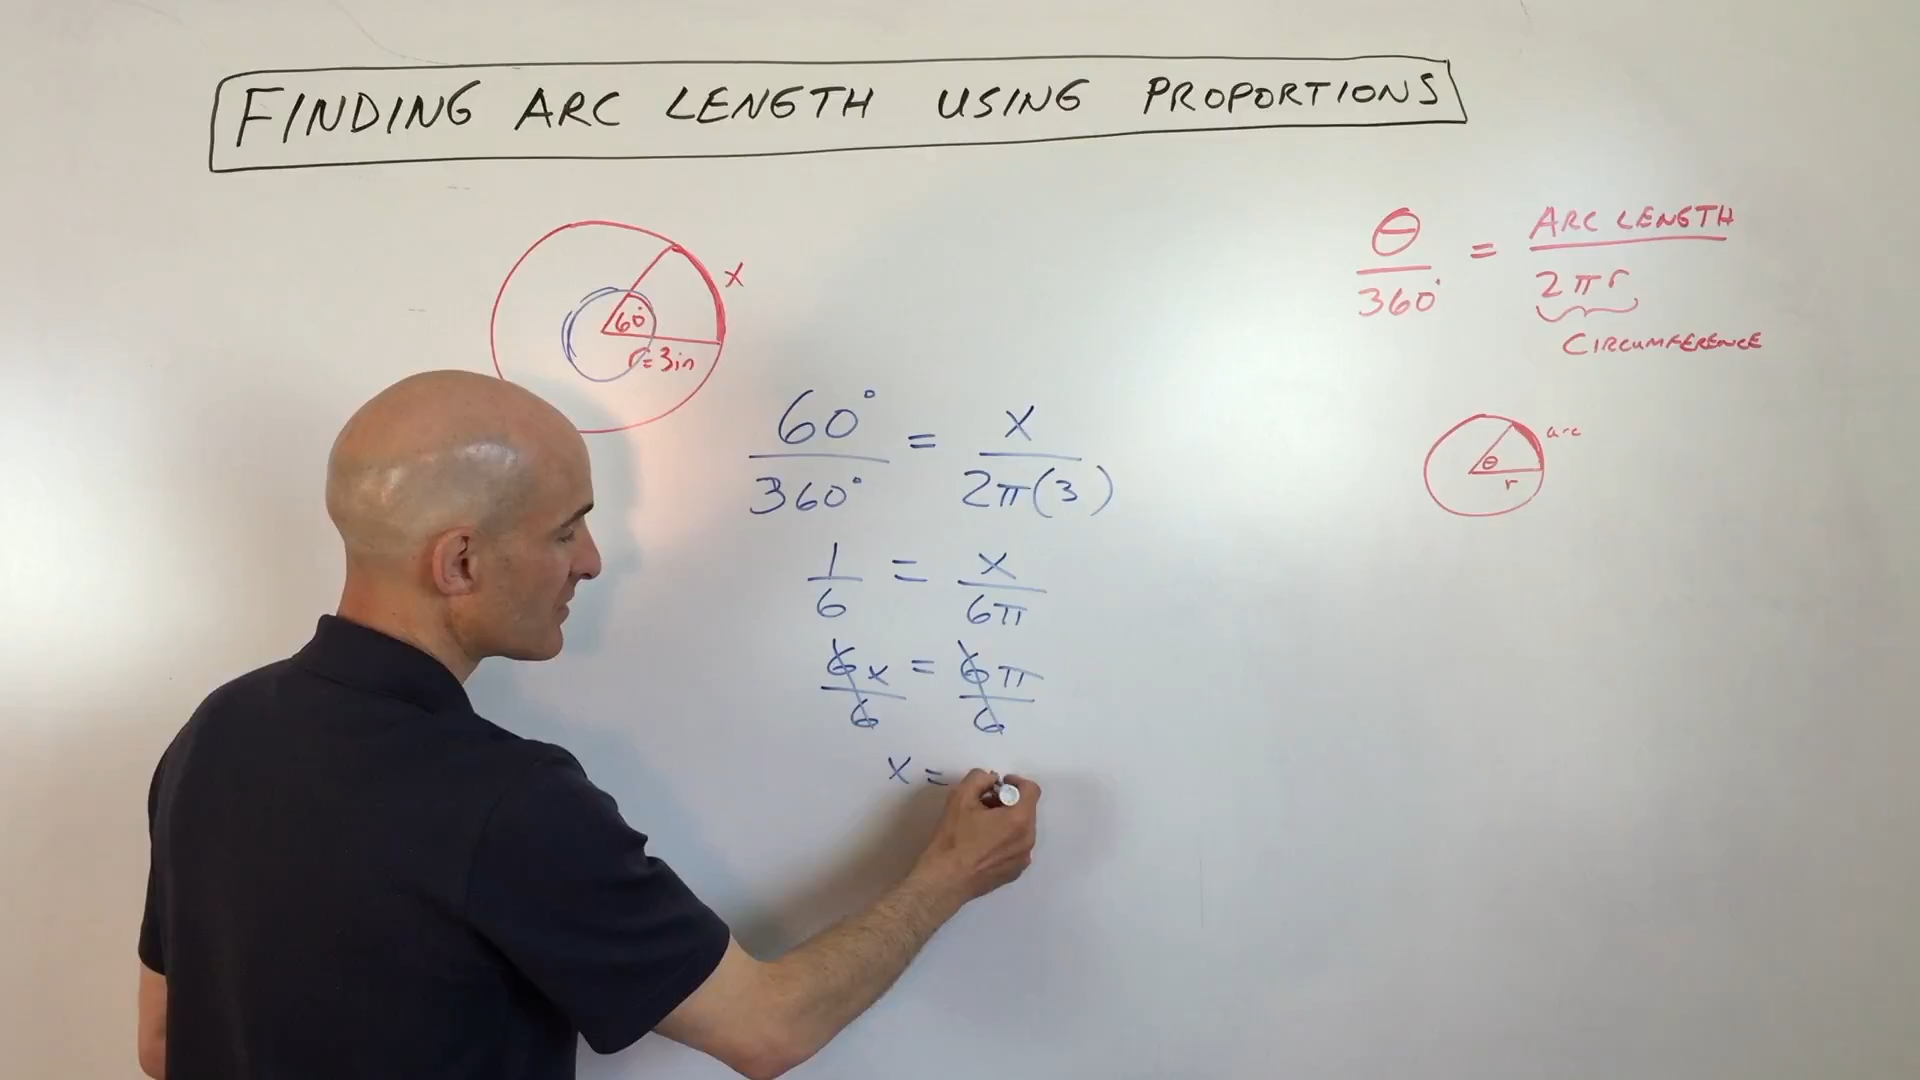 FINDING ARC LENGTH USING PROPORTIONS
x
60°
r=3in
θ/360° = ARC LENGTH/2πr
CIRCUMFERENCE
60°/360° = x/2π(3)
arc
θ
r
1/6 = x/6π
6x/6 = 6π/6
x =